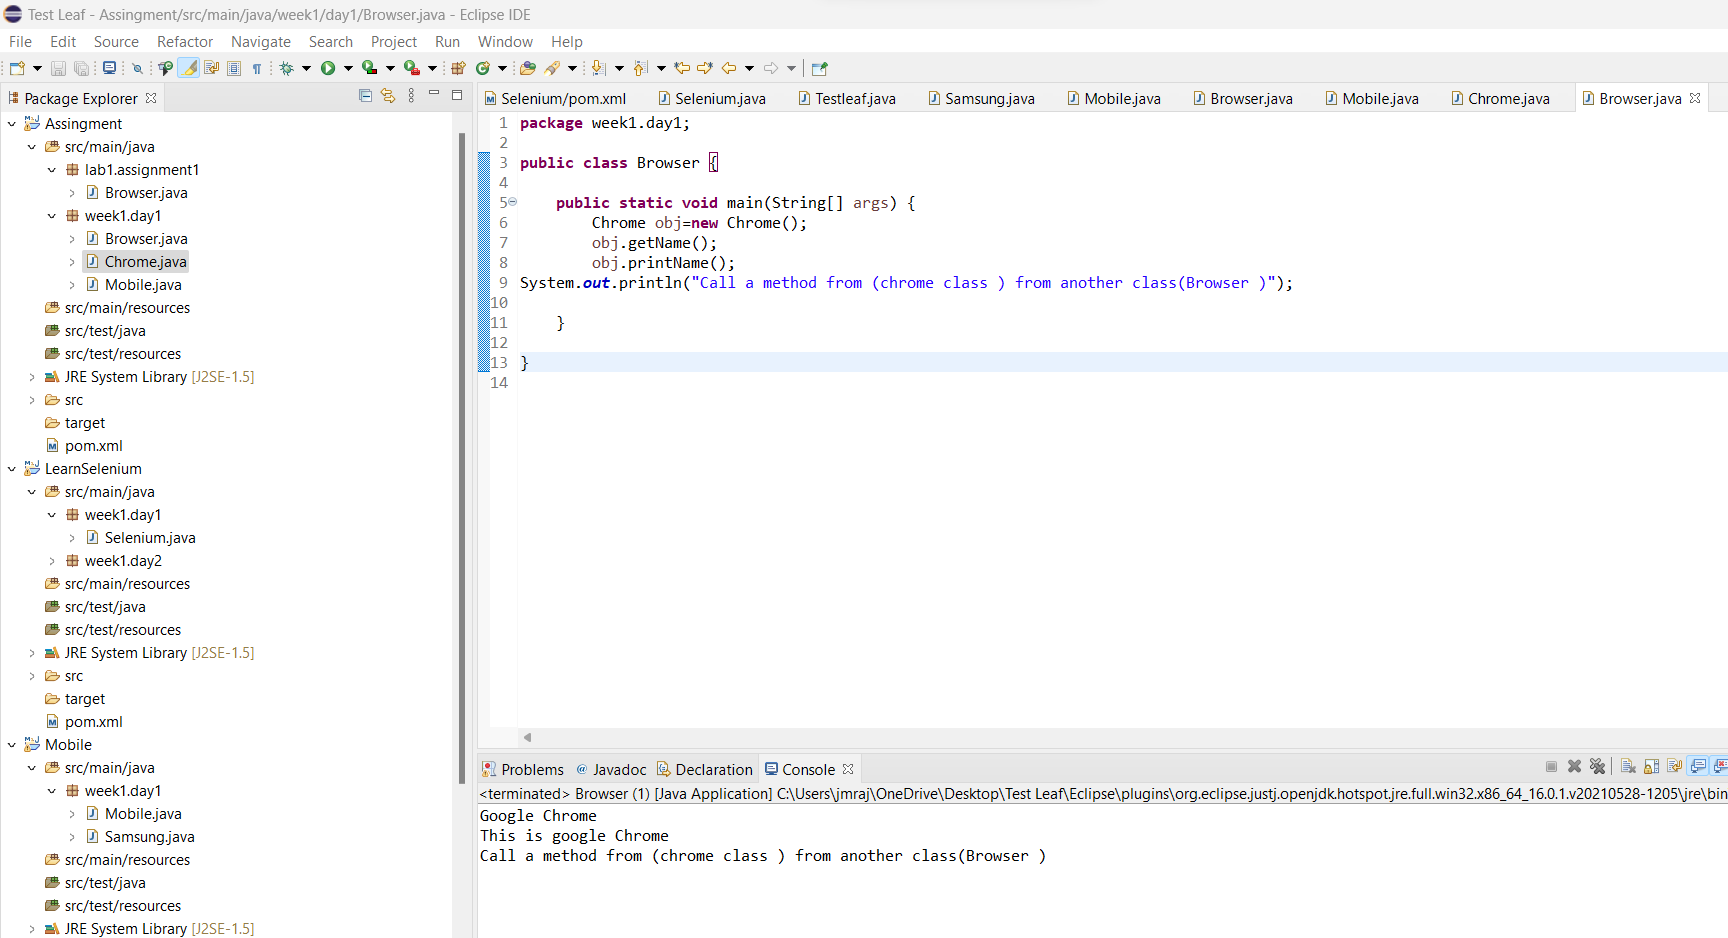 Test Leaf - Assingment/src/main/java/week1/day1/Browser.java - Eclipse IDE
File Edit Source Refactor Navigate Search Project Run Window Help
Package Explorer
Assingment
src/main/java
lab1.assignment1
Browser.java
week1.day1
Browser.java
Chrome.java
Mobile.java
src/main/resources
src/test/java
src/test/resources
JRE System Library [J2SE-1.5]
src
target
pom.xml
LearnSelenium
src/main/java
week1.day1
Selenium.java
week1.day2
src/main/resources
src/test/java
src/test/resources
JRE System Library [J2SE-1.5]
src
target
pom.xml
Mobile
src/main/java
week1.day1
Mobile.java
Samsung.java
src/main/resources
src/test/java
src/test/resources
JRE System Library [J2SE-1.5]
Selenium/pom.xml Selenium.java Testleaf.java Samsung.java Mobile.java Browser.java Mobile.java Chrome.java Browser.java
1 package week1.day1;
2
3 public class Browser {
4
5 public static void main(String[] args) {
6 Chrome obj=new Chrome();
7 obj.getName();
8 obj.printName();
9 System.out.println("Call a method from (chrome class ) from another class(Browser )");
10
11 }
12
13 }
14
Problems Javadoc Declaration Console
<terminated> Browser (1) [Java Application] C:\Users\jmraj\OneDrive\Desktop\Test Leaf\Eclipse\plugins\org.eclipse.justj.openjdk.hotspot.jre.full.win32.x86_64_16.0.1.v20210528-1205\jre\bin
Google Chrome
This is google Chrome
Call a method from (chrome class ) from another class(Browser )